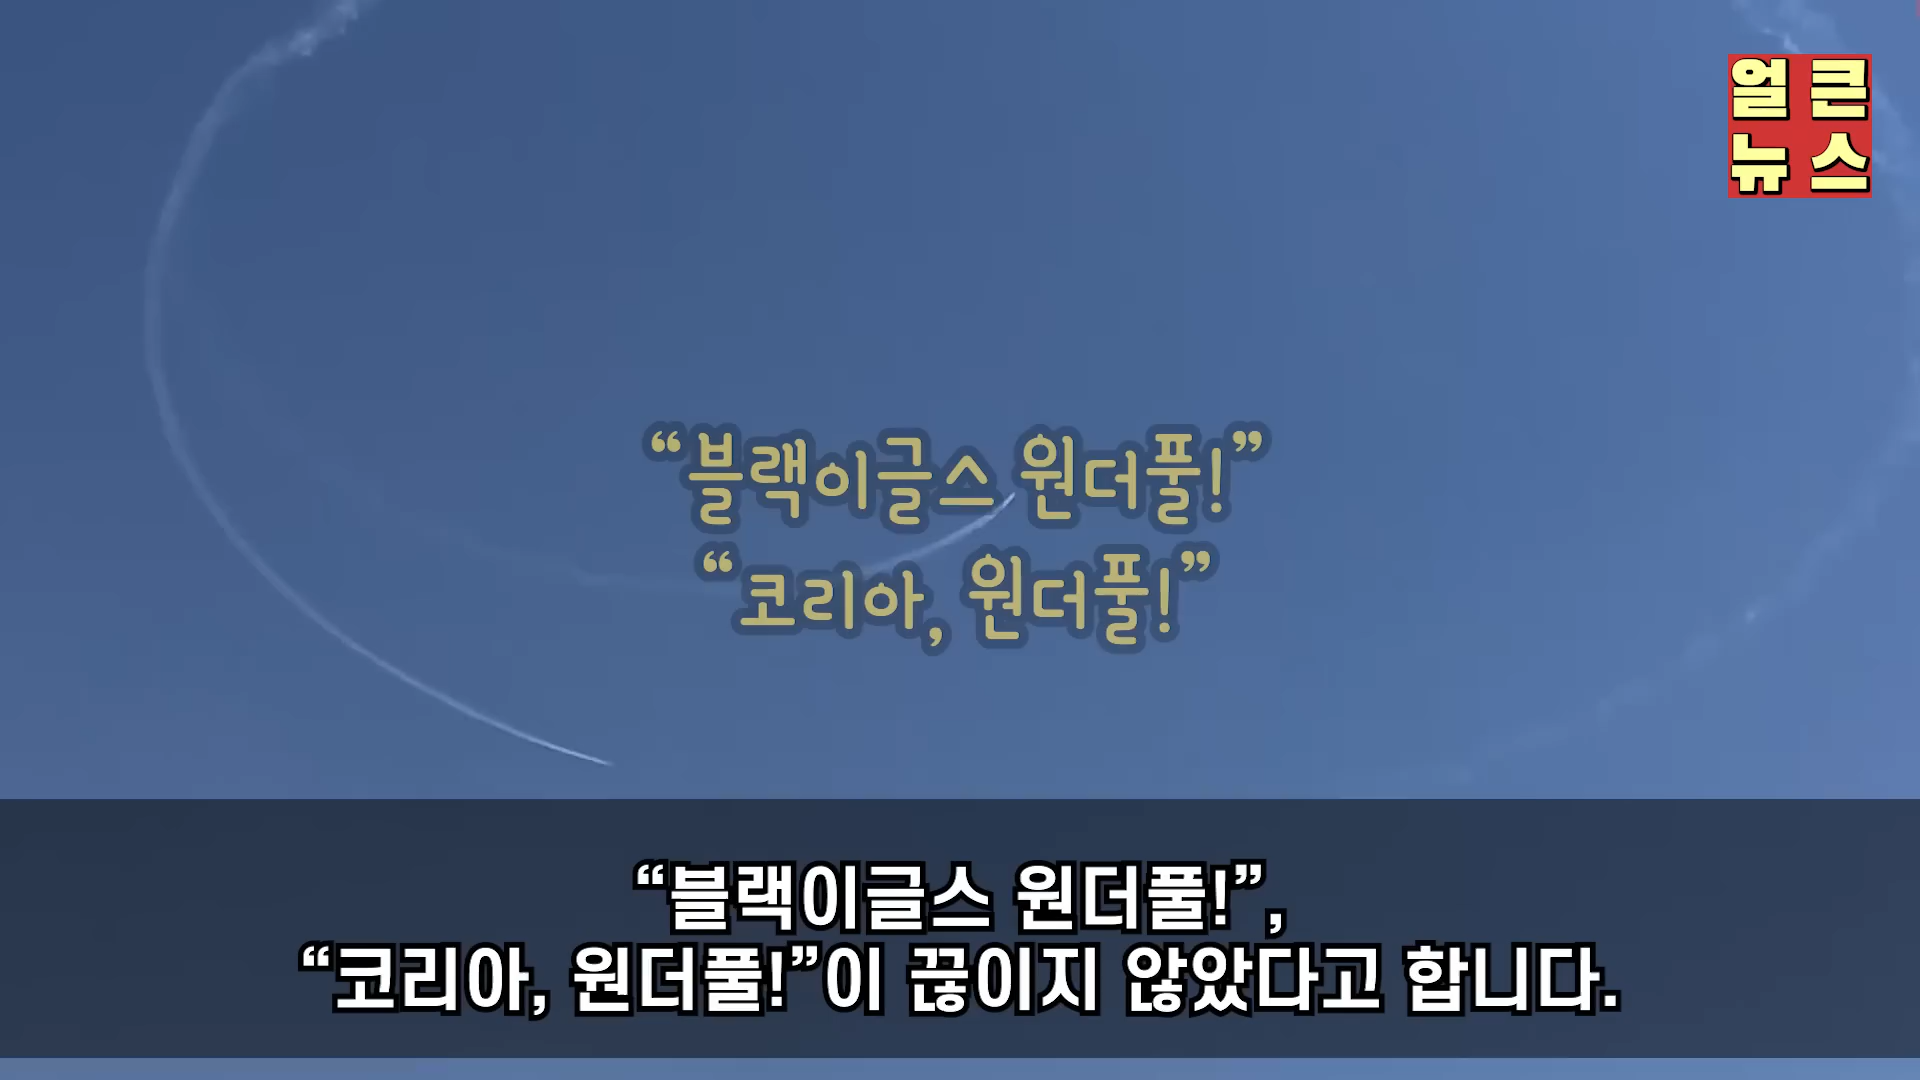 얼큰
뉴스
“블랙이글스 원더풀!”
“코리아, 원더풀!”
“블랙이글스 원더풀!”,
“코리아, 원더풀!”이 끊이지 않았다고 합니다.